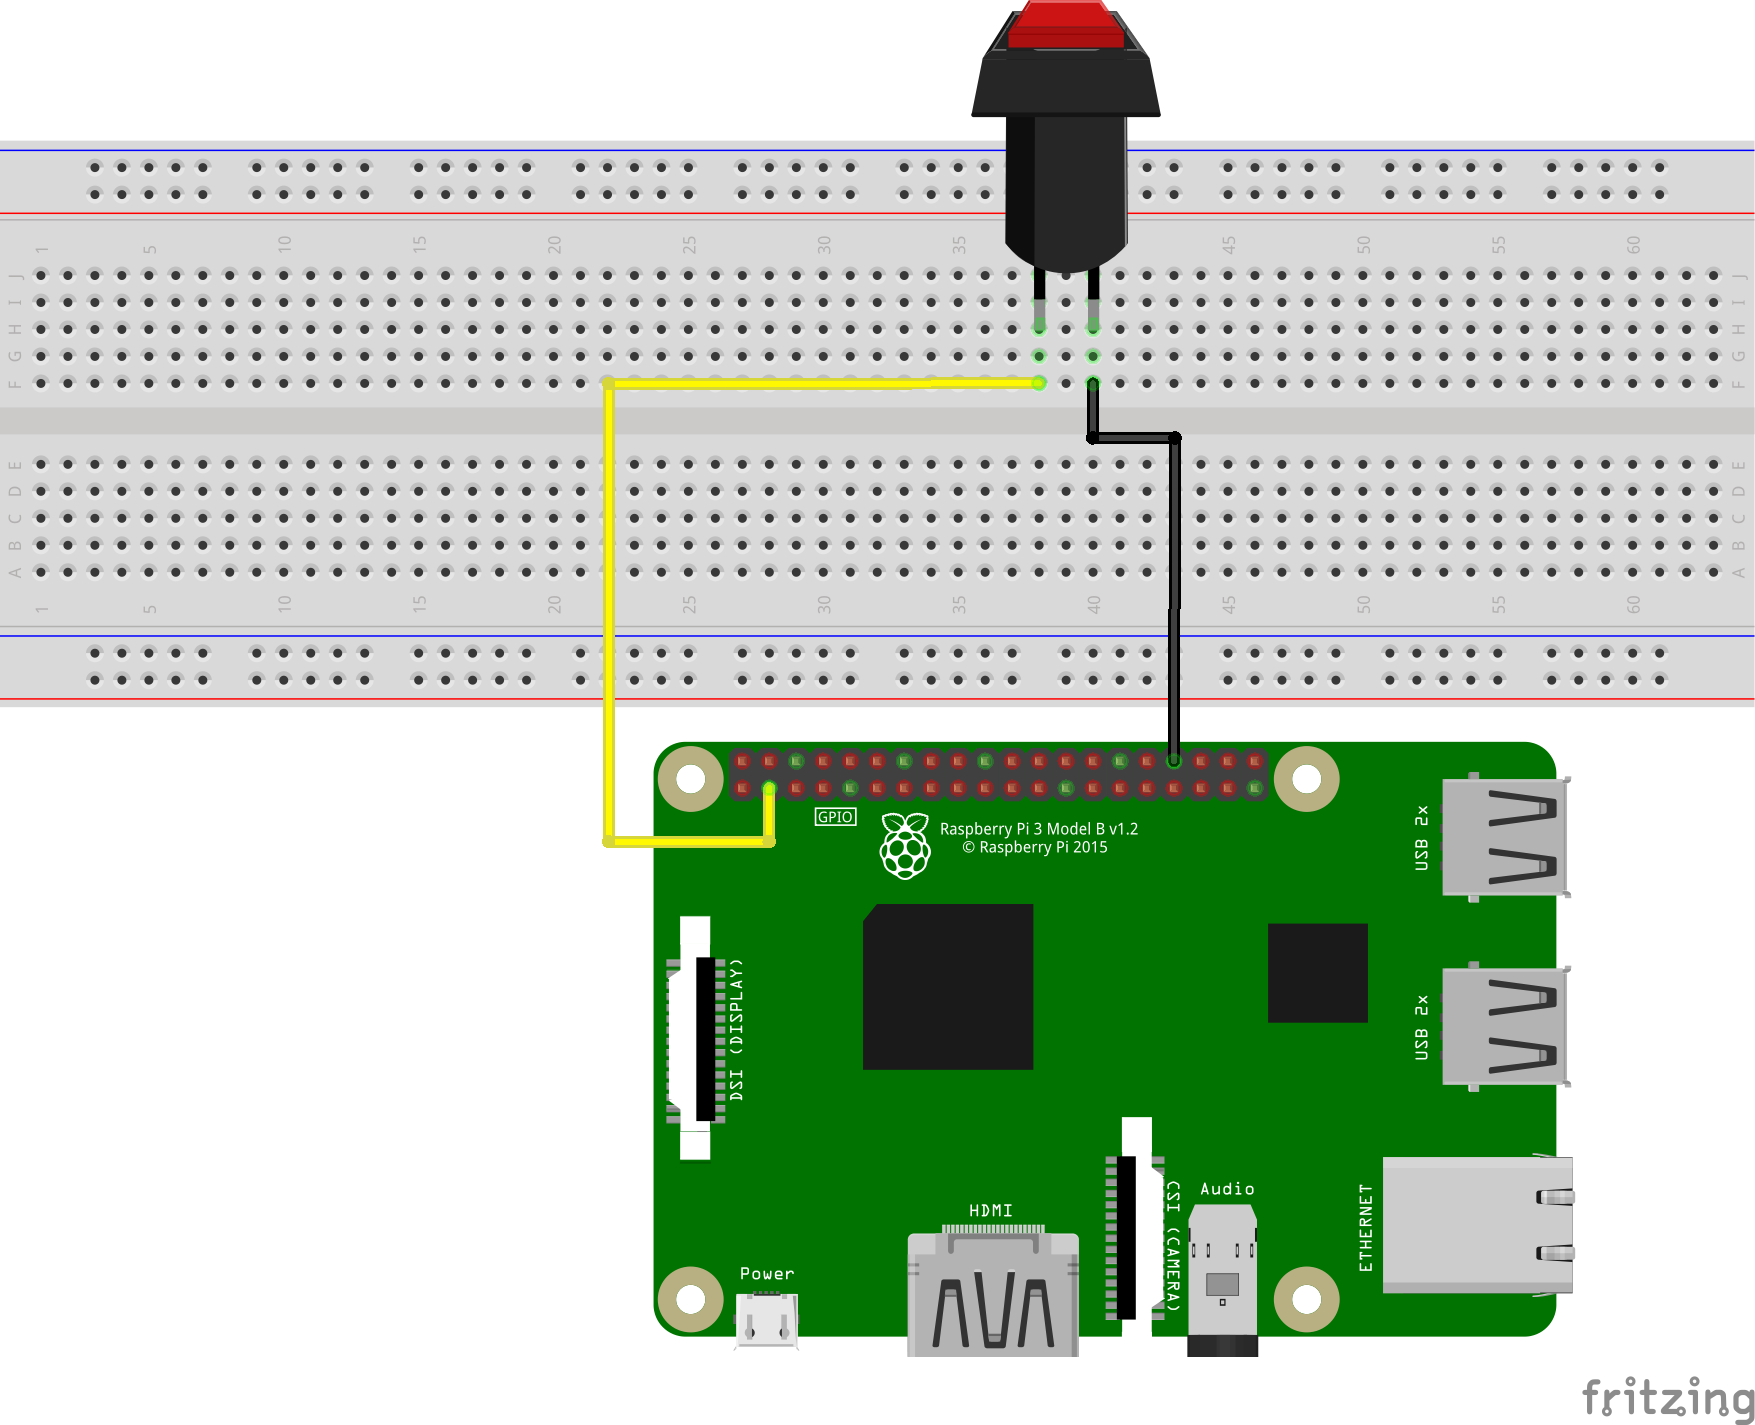 1 5 10 15 20 25 30 35 45 50 55 60
J J
I I
H H
G G
F F
E E
D D
C C
B B
A A
1 5 10 15 20 25 30 35 40 45 50 55 60
GPIO
Raspberry Pi 3 Model B v1.2
© Raspberry Pi 2015
USB 2x
DSI (DISPLAY)
USB 2x
CSI (CAMERA)
Audio
ETHERNET
HDMI
Power
fritzing